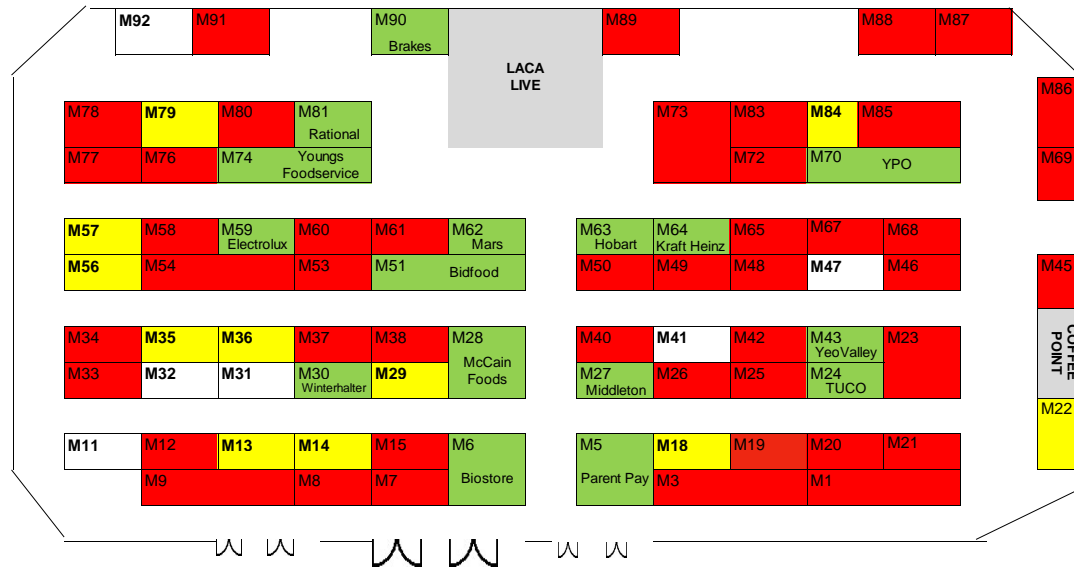 M92
M91
M90
Brakes
LACA
LIVE
M89
M88
M87
M86
M78
M79
M80
M81
Rational
M73
M83
M84
M85
M77
M76
M74
Youngs
Foodservice
M72
M70
YPO
M69
M57
M58
M59
Electrolux
M60
M61
M62
Mars
M63
Hobart
M64
Kraft Heinz
M65
M67
M68
M56
M54
M53
M51
Bidfood
M50
M49
M48
M47
M46
M45
M34
M35
M36
M37
M38
M28
McCain
Foods
M40
M41
M42
M43
YeoValley
M23
COFFEE
POINT
M33
M32
M31
M30
Winterhalter
M29
M27
Middleton
M26
M25
M24
TUCO
M22
M11
M12
M13
M14
M15
M6
Biostore
M5
Parent Pay
M18
M19
M20
M21
M9
M8
M7
M3
M1